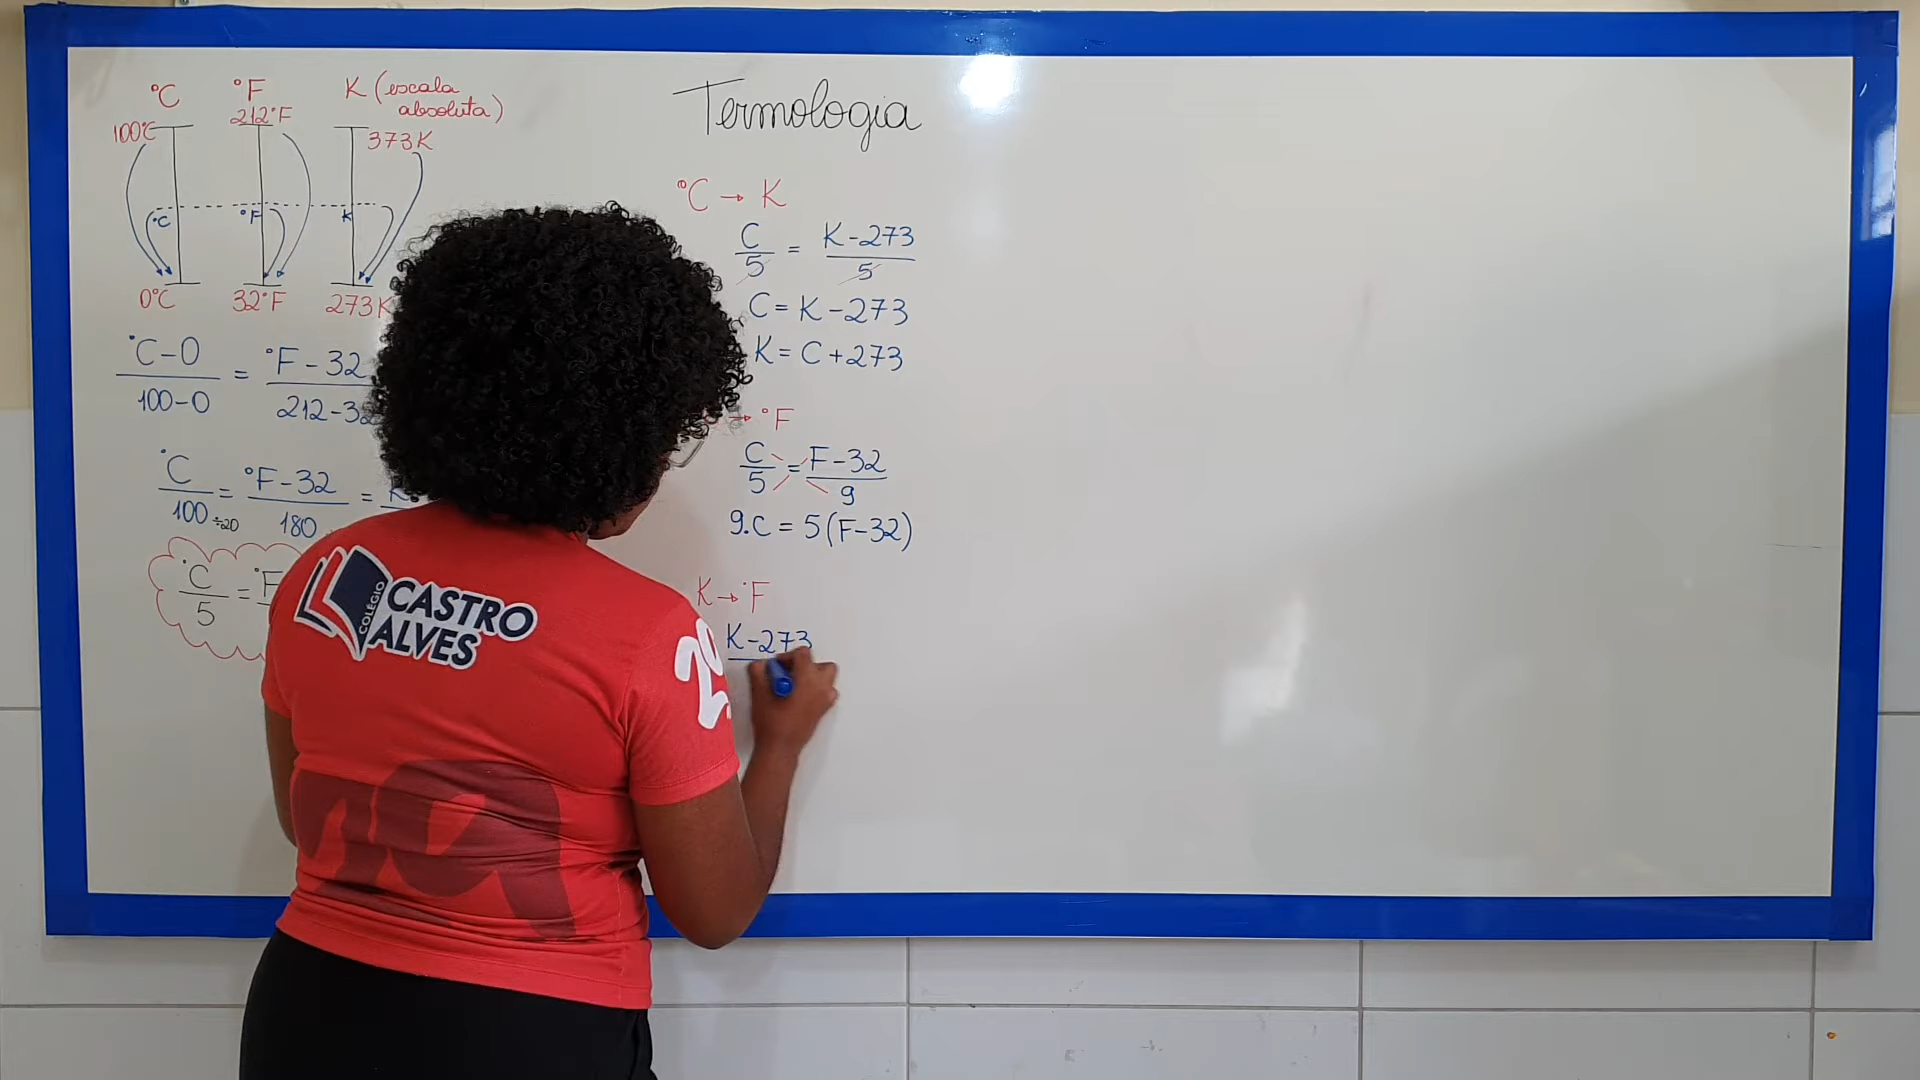 Termologia
°C °F K (escala
absoluta)
100°C 212°F 373K
°C °F K
0°C 32°F 273K
°C-0 = °F-32
100-0 212-32
°C = °F-32 = K
100 ÷20 180
°C = °F
5
°C → K
C = K-273
5 5
C = K-273
K = C+273
→ °F
C = F-32
5 9
9.C = 5(F-32)
K → °F
K-273
COLÉGIO
CASTRO
ALVES